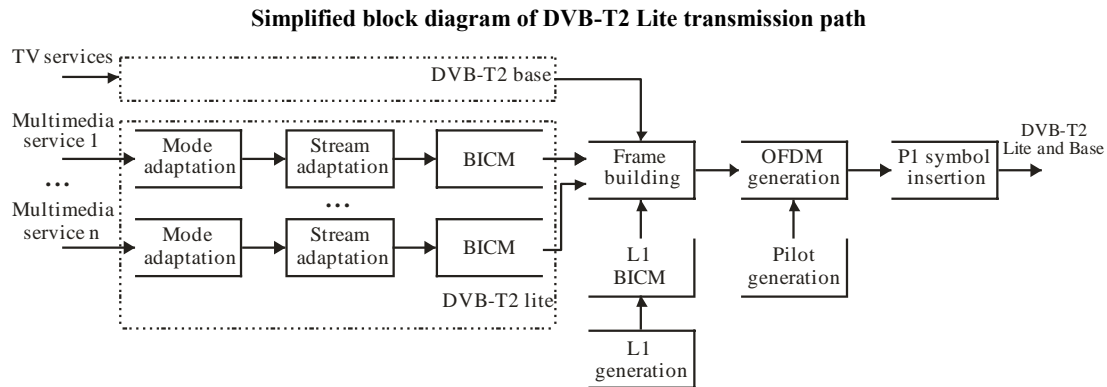 Simplified block diagram of DVB-T2 Lite transmission path
TV services
DVB-T2 base
Multimedia
service 1
Mode
adaptation
Stream
adaptation
BICM
Frame
building
OFDM
generation
P1 symbol
insertion
DVB-T2
Lite and Base
...
...
Multimedia
service n
Mode
adaptation
Stream
adaptation
BICM
L1
BICM
Pilot
generation
DVB-T2 lite
L1
generation